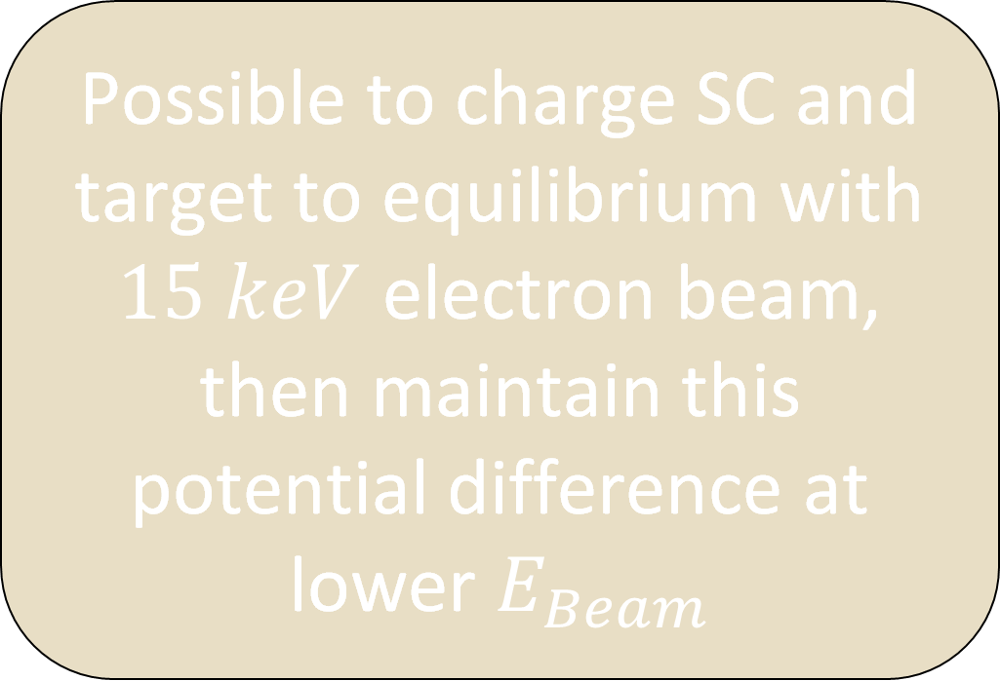 Possible to charge SC and
target to equilibrium with
15 keV electron beam,
then maintain this
potential difference at
lower E_Beam